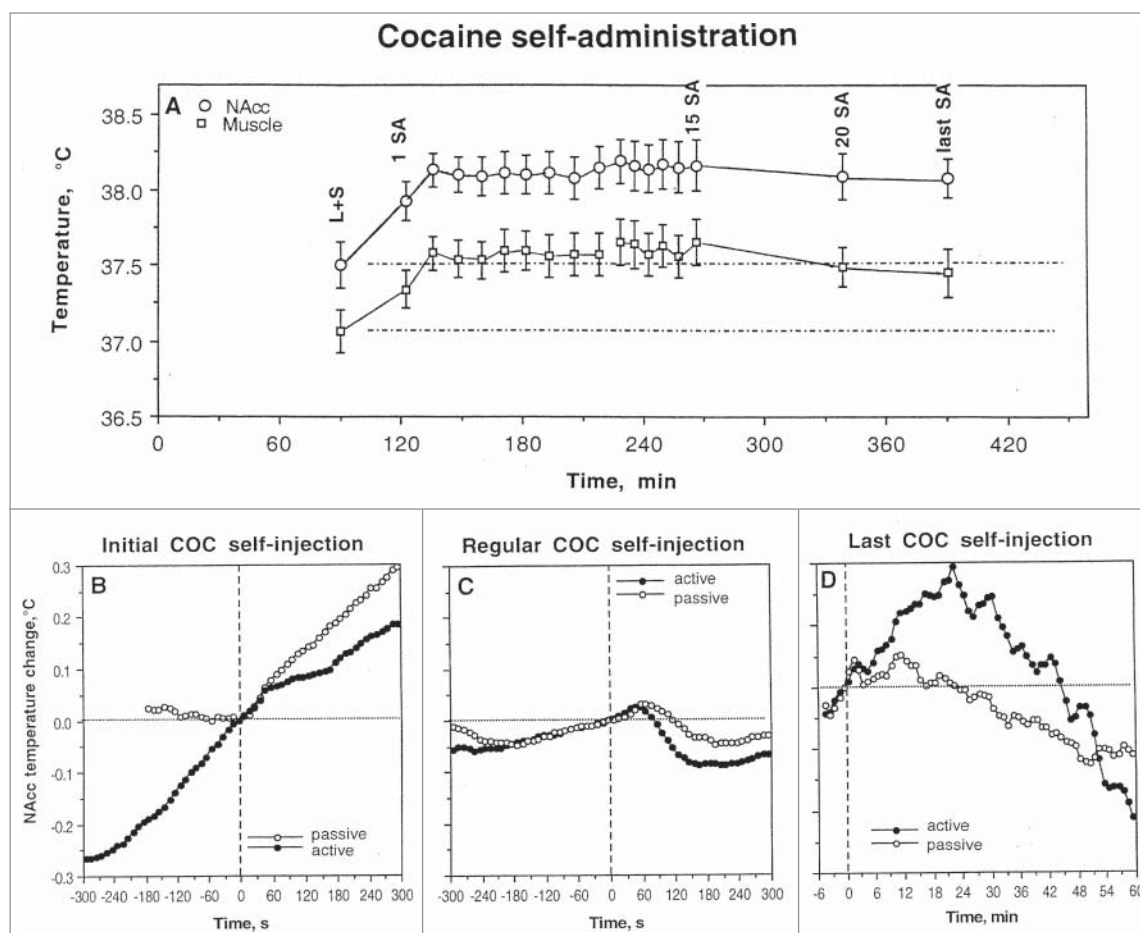 Cocaine self-administration
A
NAcc
Muscle
L+S
1 SA
15 SA
20 SA
last SA
Temperature, °C
38.5
38.0
37.5
37.0
36.5
0 60 120 180 240 300 360 420
Time, min
Initial COC self-injection
B
NAcc temperature change,°C
0.3
0.2
0.1
0.0
-0.1
-0.2
-0.3
passive
active
-300 -240 -180 -120 -60 0 60 120 180 240 300
Time, s
Regular COC self-injection
C
active
passive
-300 -240 -180 -120 -60 0 60 120 180 240 300
Time, s
Last COC self-injection
D
active
passive
-6 0 6 12 18 24 30 36 42 48 54 60
Time, min